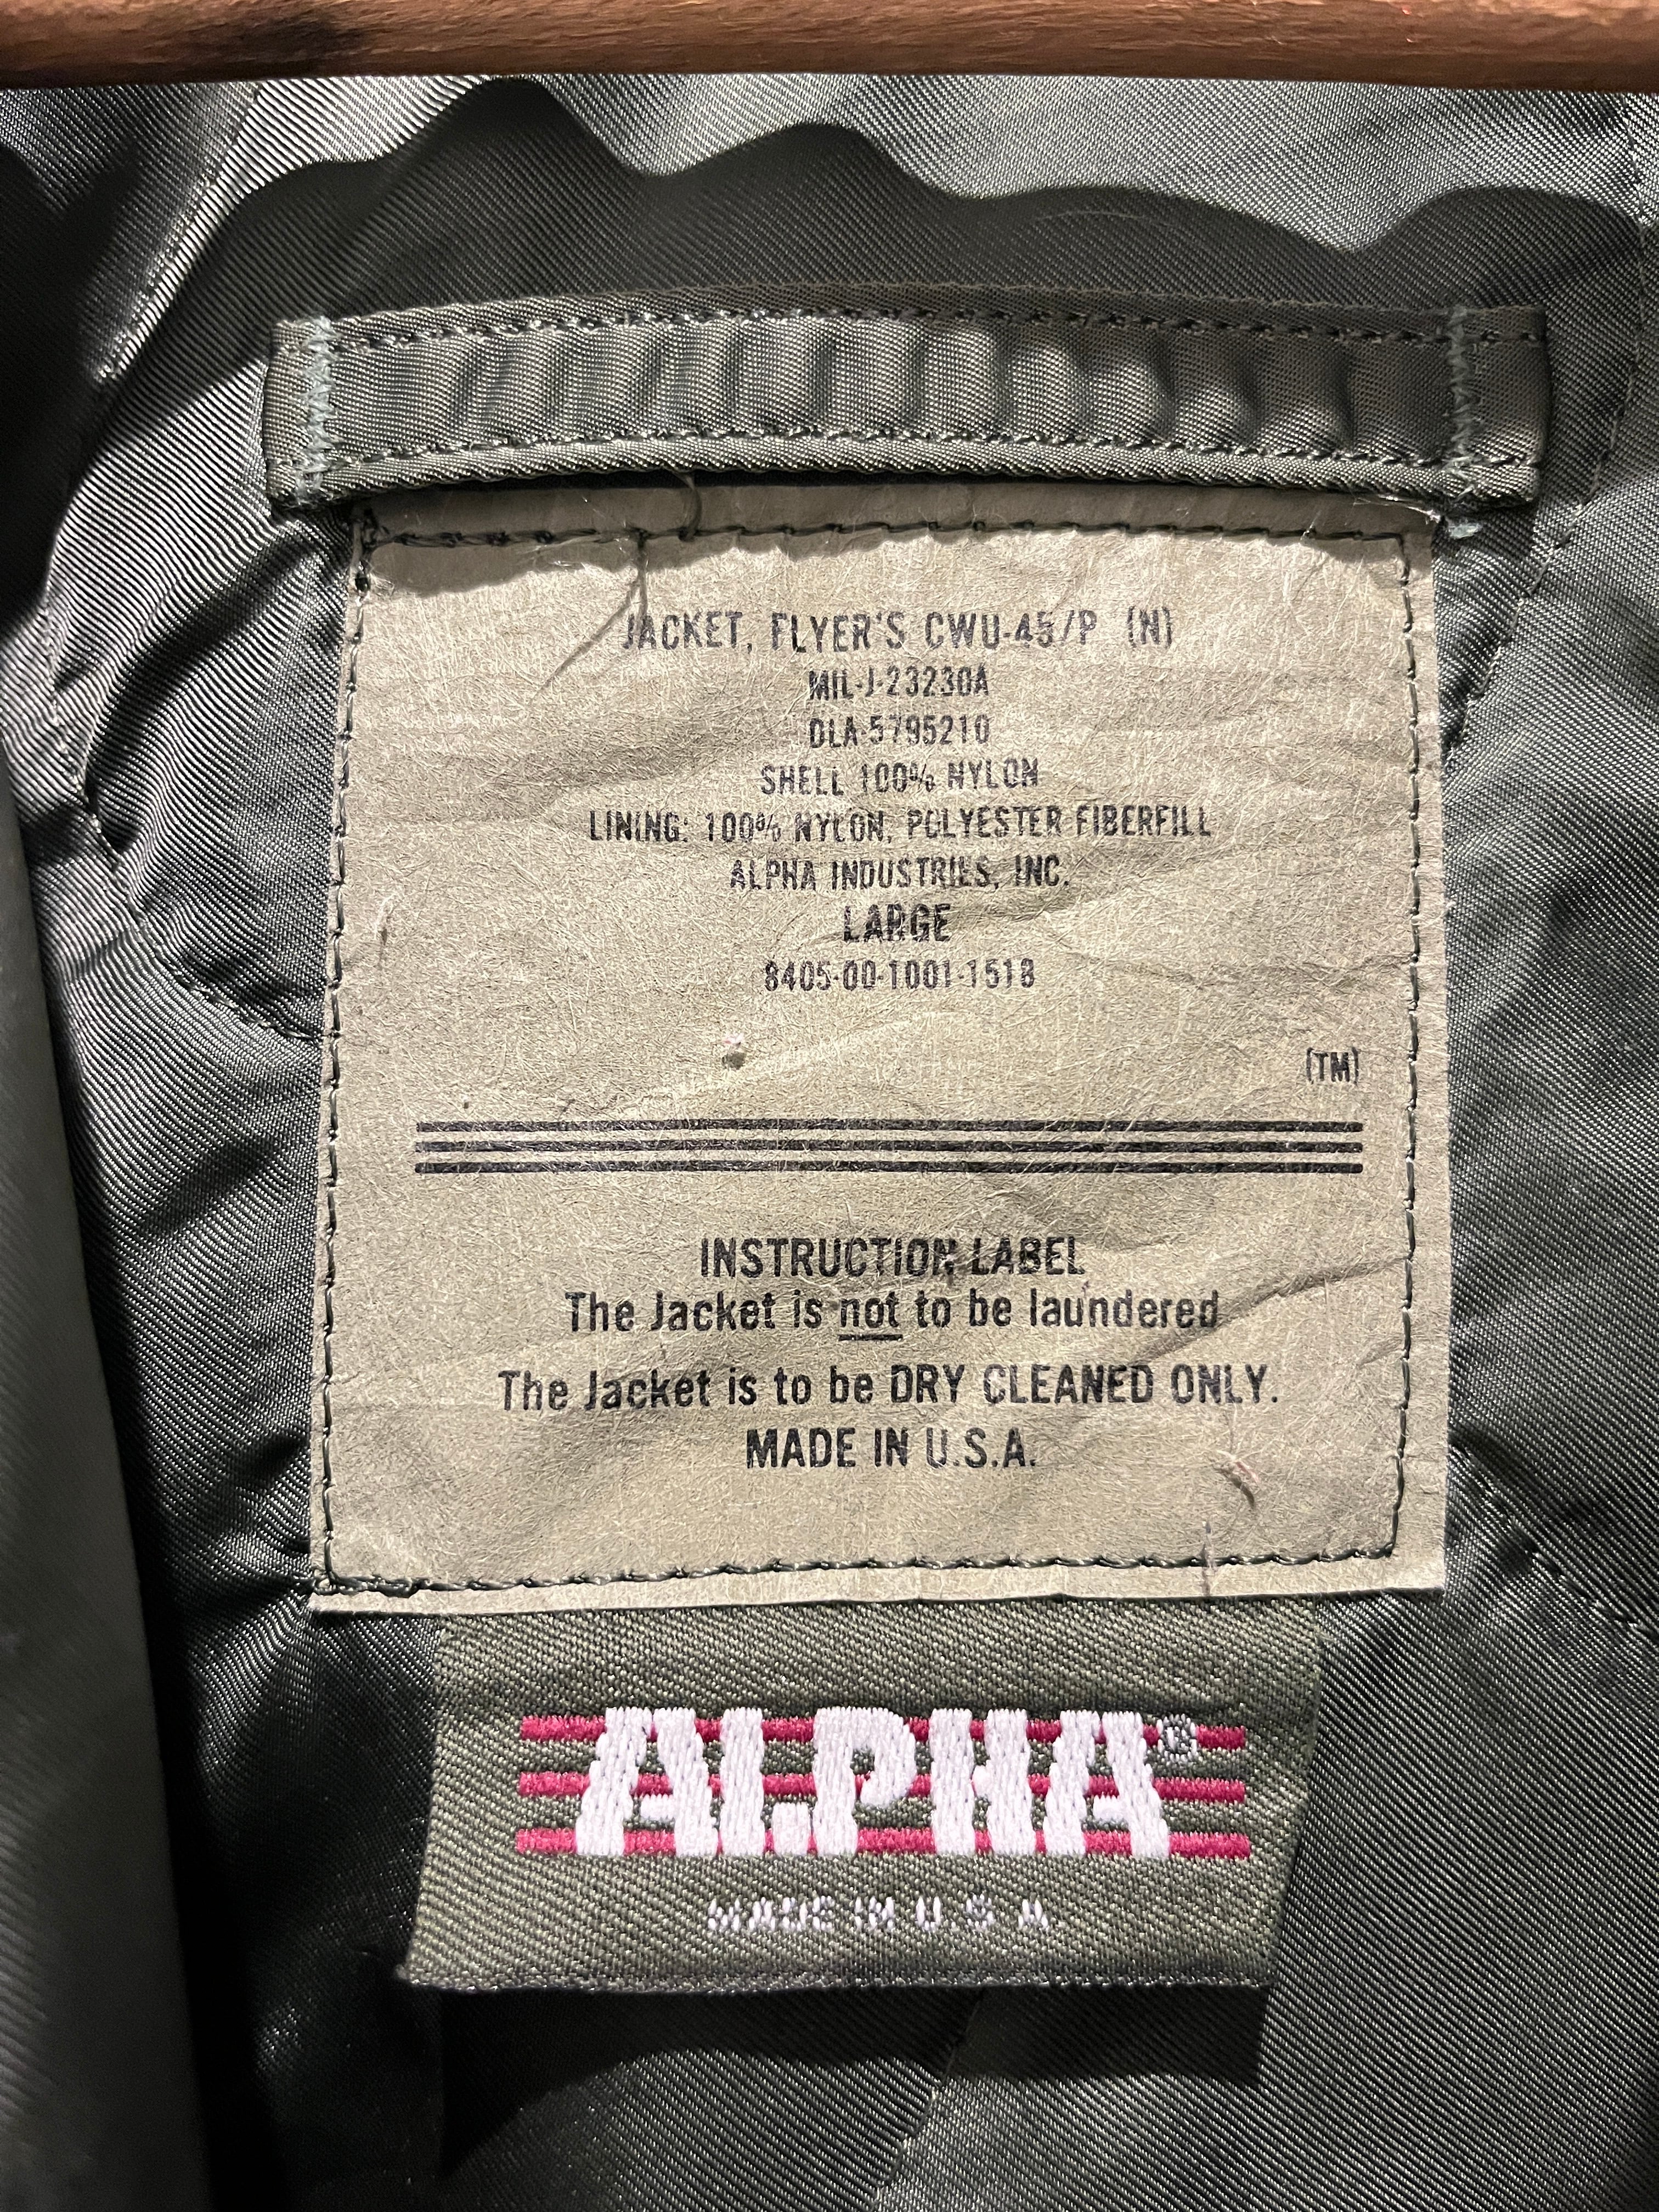 JACKET, FLYER'S CWU-45/P (N)
MIL-J-23230A
DLA-5795210
SHELL 100% NYLON
LINING: 100% NYLON, POLYESTER FIBERFILL
ALPHA INDUSTRIES, INC.
LARGE
8405-00-1001-1518
(TM)
INSTRUCTION LABEL
The Jacket is not to be laundered
The Jacket is to be DRY CLEANED ONLY.
MADE IN U.S.A.
ALPHA®
MADE IN U.S.A